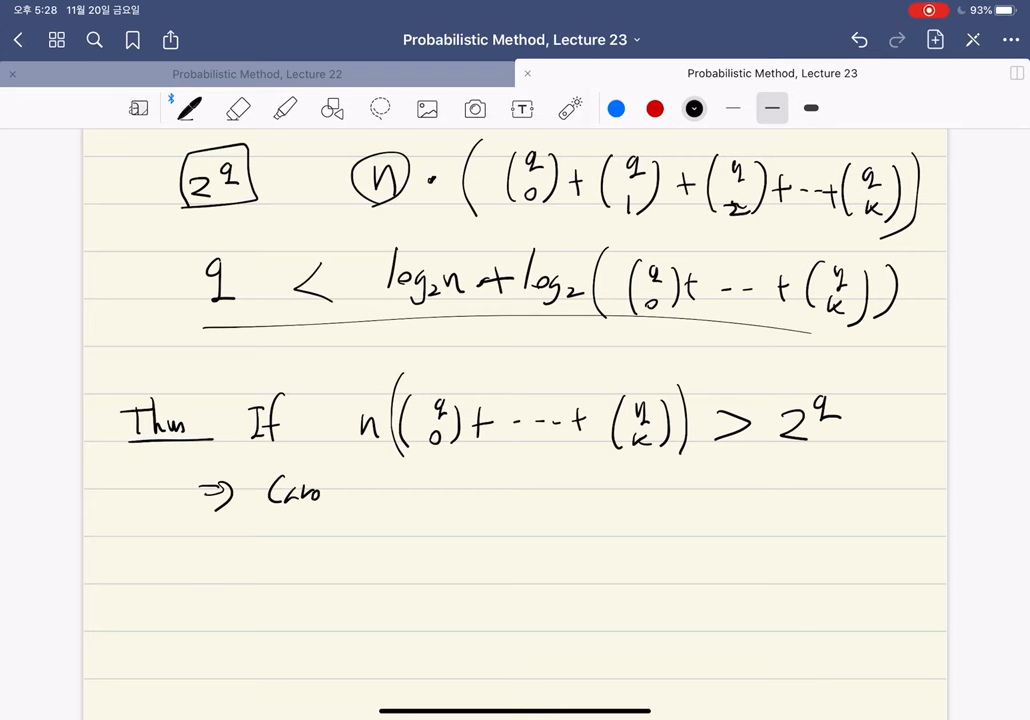 오후 5:28 11월 20일 금요일 93%
Probabilistic Method, Lecture 23
Probabilistic Method, Lecture 22
Probabilistic Method, Lecture 23
2^q n · ( (q 0) + (q 1) + (q 2) + ··· + (q k) )
q < log₂n + log₂( (q 0) + -- + (q k) )
Thm If n( (q 0) + ···· + (q k) ) > 2^q
⇒ Caro